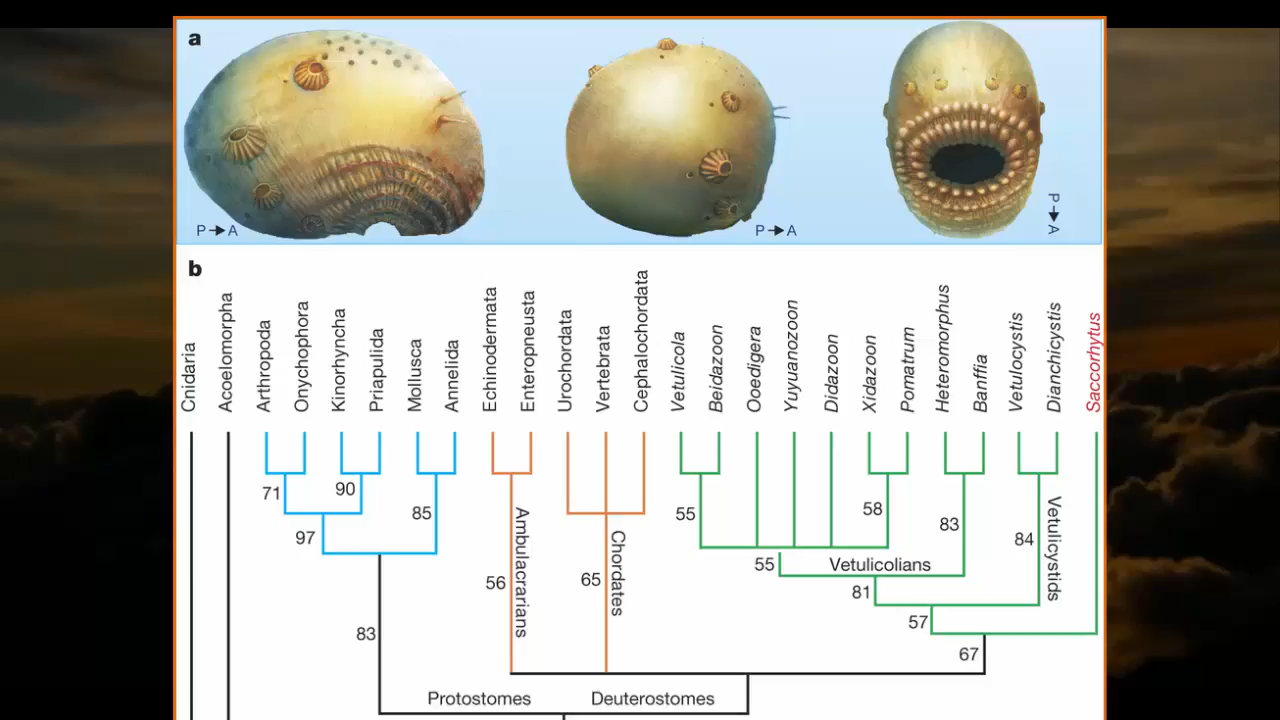 a
P → A
P → A
P → A
b
Cnidaria
Acoelomorpha
Arthropoda
Onychophora
Kinorhyncha
Priapulida
Mollusca
Annelida
Echinodermata
Enteropneusta
Urochordata
Vertebrata
Cephalochordata
Vetulicola
Beidazoon
Ooedigera
Yuyuanozoon
Didazoon
Xidazoon
Pomatrum
Heteromorphus
Banffia
Vetulocystis
Dianchicystis
Saccorhytus
71
90
85
97
55
58
83
84
Vetulicystids
Ambulacrarians
Chordates
56
65
55
Vetulicolians
81
57
83
67
Protostomes
Deuterostomes